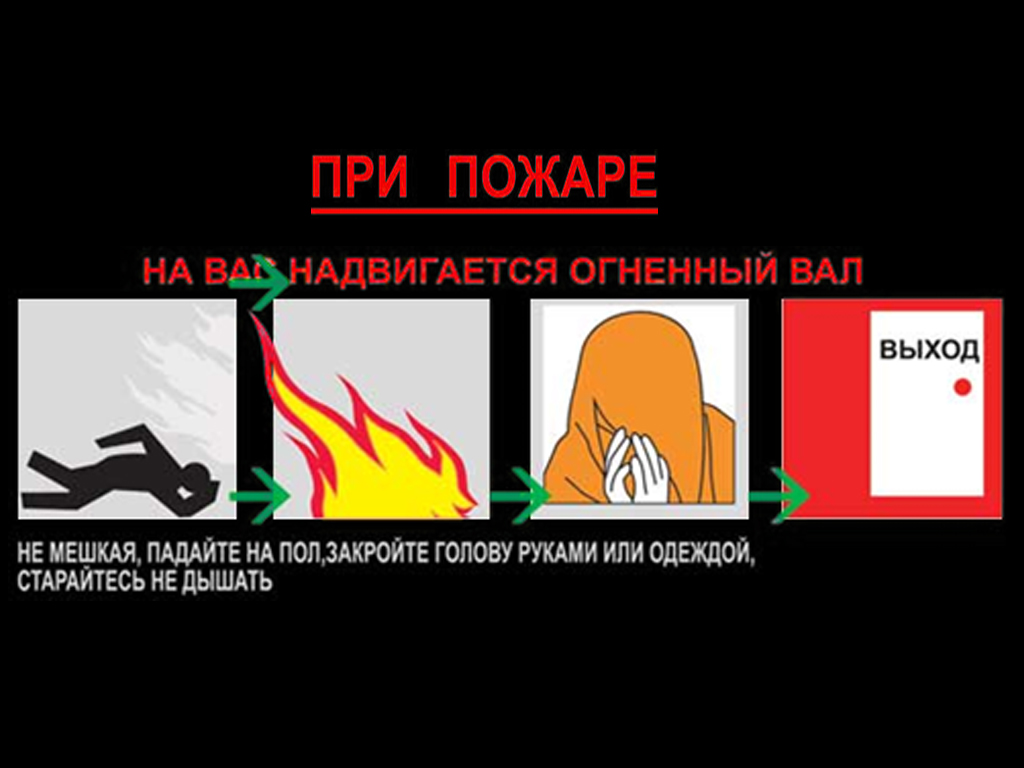 ПРИ ПОЖАРЕ
НА ВАС НАДВИГАЕТСЯ ОГНЕННЫЙ ВАЛ
ВЫХОД
НЕ МЕШКАЯ, ПАДАЙТЕ НА ПОЛ,ЗАКРОЙТЕ ГОЛОВУ РУКАМИ ИЛИ ОДЕЖДОЙ,
СТАРАЙТЕСЬ НЕ ДЫШАТЬ